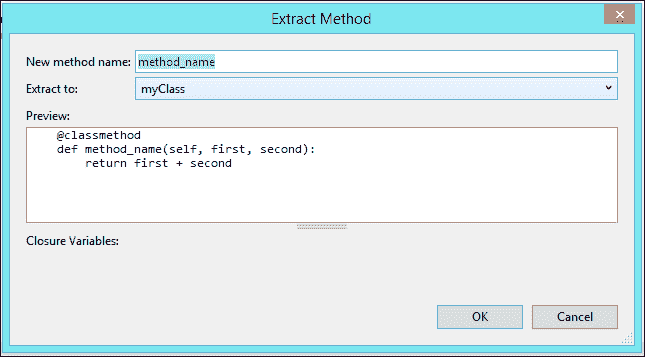 Extract Method
New method name: method_name
Extract to: myClass
Preview:
@classmethod
def method_name(self, first, second):
return first + second
Closure Variables:
OK Cancel